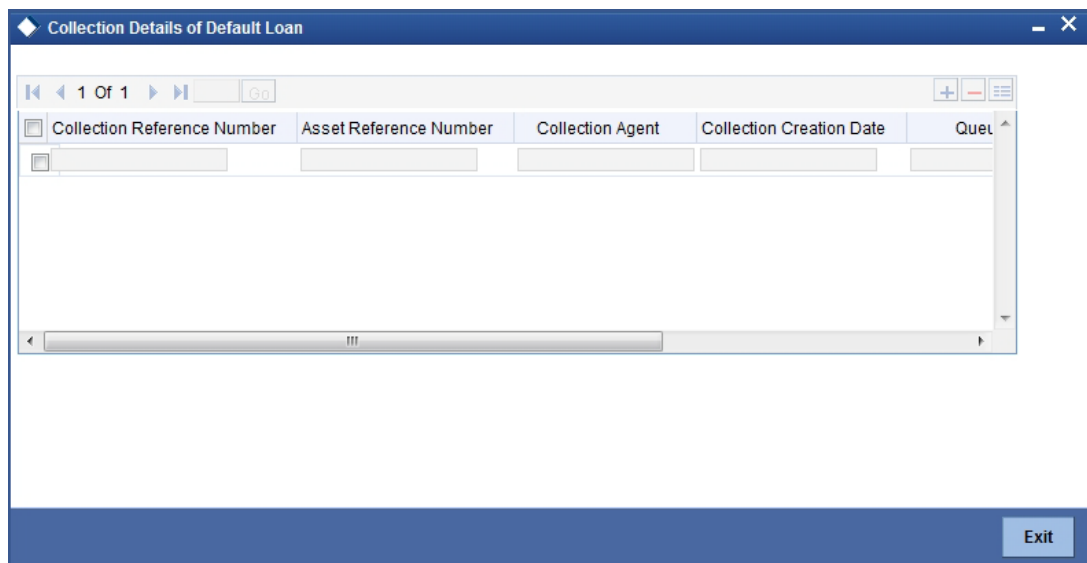 Collection Details of Default Loan
1 Of 1 Go
Collection Reference Number Asset Reference Number Collection Agent Collection Creation Date Queu
Exit